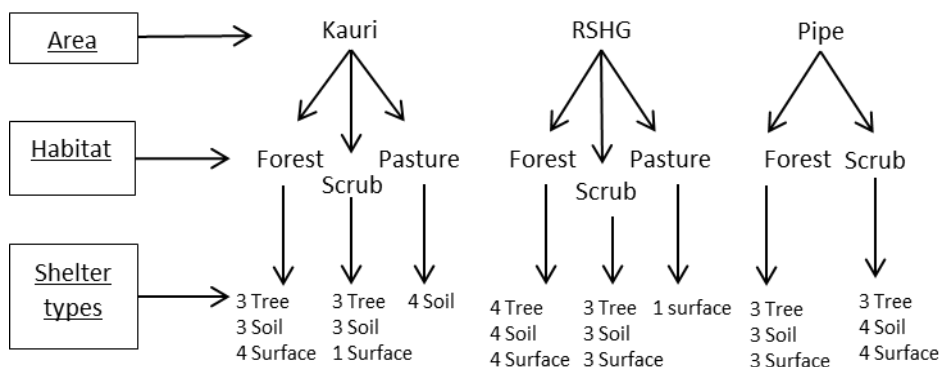 Area
Kauri
RSHG
Pipe
Habitat
Forest
Scrub
Pasture
Forest
Scrub
Pasture
Forest
Scrub
Shelter
types
3 Tree
3 Soil
4 Surface
3 Tree
3 Soil
1 Surface
4 Soil
4 Tree
4 Soil
4 Surface
3 Tree
3 Soil
3 Surface
1 surface
3 Tree
3 Soil
3 Surface
3 Tree
4 Soil
4 Surface